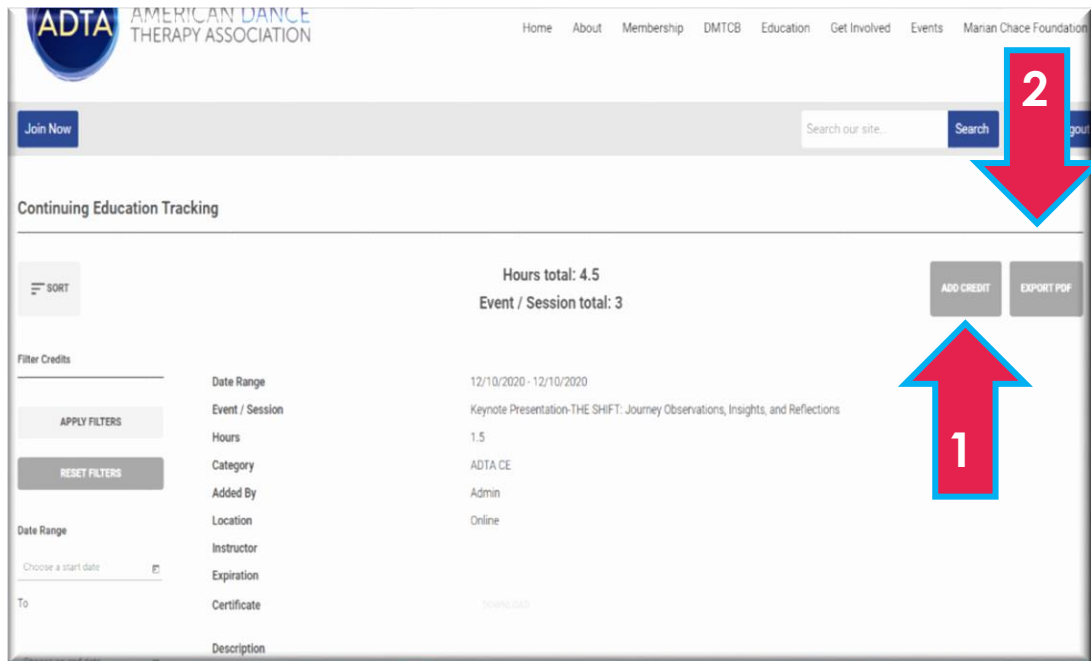 ADTA
AMERICAN DANCE
THERAPY ASSOCIATION
Home About Membership DMTCB Education Get Involved Events Marian Chace Foundation
2
Join Now
Search our site...
Search
gout
Continuing Education Tracking
SORT
Hours total: 4.5
Event / Session total: 3
ADD CREDIT
EXPORT PDF
Filter Credits
APPLY FILTERS
RESET FILTERS
Date Range
Choose a start date
To
Date Range 12/10/2020 - 12/10/2020
Event / Session Keynote Presentation-THE SHIFT: Journey Observations, Insights, and Reflections
Hours 1.5
Category ADTA CE
Added By Admin
Location Online
Instructor
Expiration
Certificate DOWNLOAD
Description
1